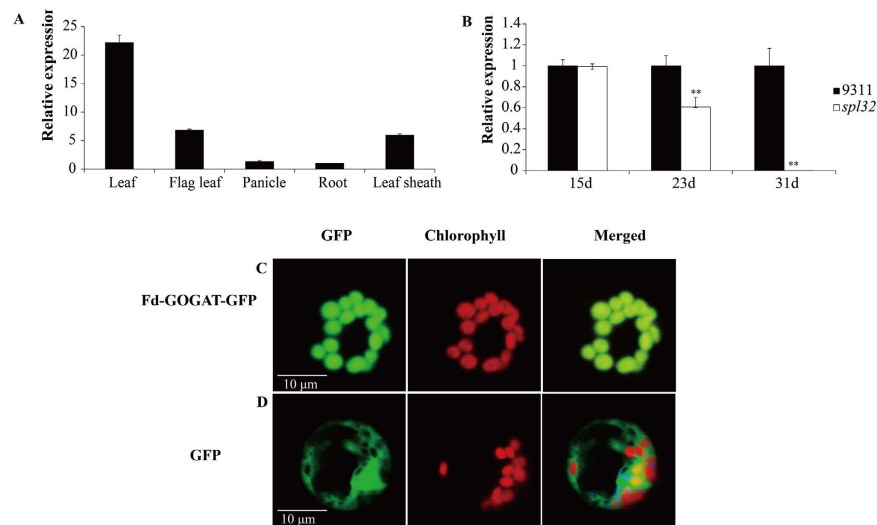 A
Relative expression
25
20
15
10
5
0
Leaf
Flag leaf
Panicle
Root
Leaf sheath
B
Relative expression
1.4
1.2
1
0.8
0.6
0.4
0.2
0
**
**
15d
23d
31d
9311
spl32
GFP
Chlorophyll
Merged
C
Fd-GOGAT-GFP
10 μm
D
GFP
10 μm